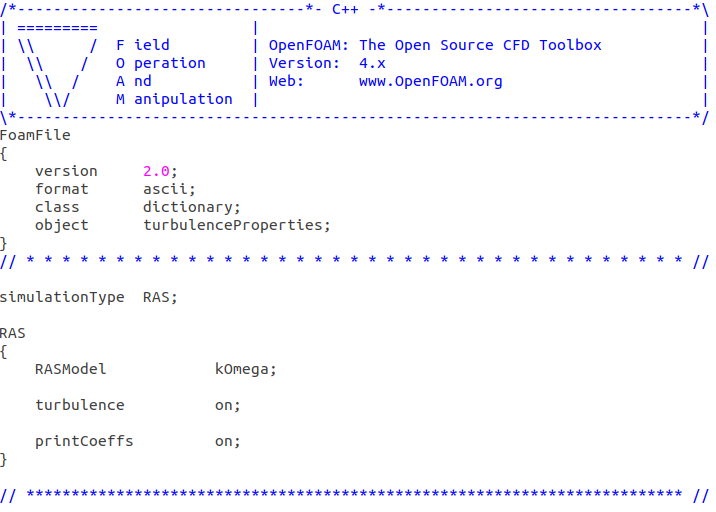 /*--------------------------------*- C++ -*----------------------------------*\
| =========                 |                                                 |
| \\      /  F ield         | OpenFOAM: The Open Source CFD Toolbox           |
|  \\    /   O peration     | Version:  4.x                                   |
|   \\  /    A nd           | Web:      www.OpenFOAM.org                      |
|    \\/     M anipulation  |                                                 |
\*---------------------------------------------------------------------------*/
FoamFile
{
    version     2.0;
    format      ascii;
    class       dictionary;
    object      turbulenceProperties;
}
// * * * * * * * * * * * * * * * * * * * * * * * * * * * * * * * * * * * * * //

simulationType  RAS;

RAS
{
    RASModel            kOmega;

    turbulence          on;

    printCoeffs         on;
}

// ************************************************************************* //